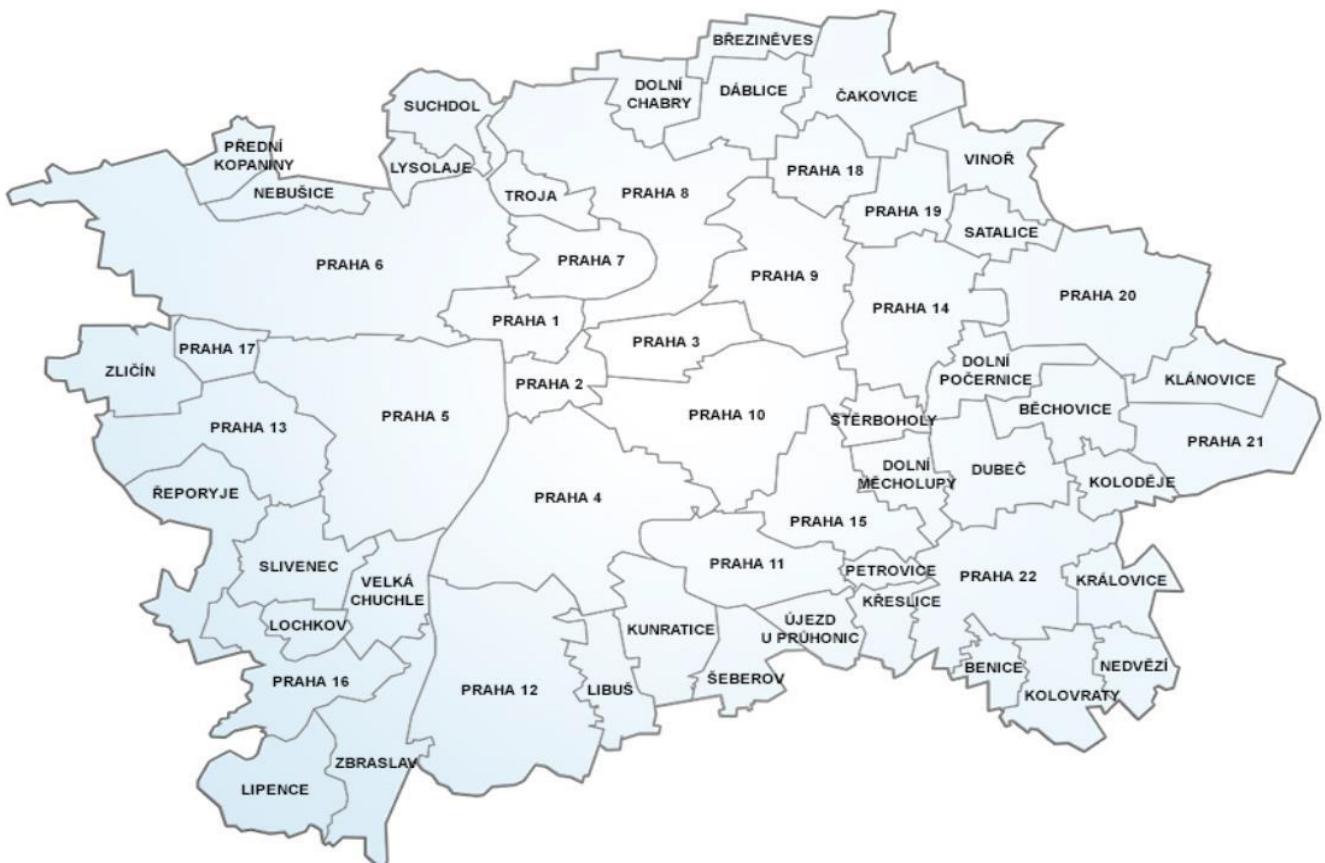 BŘEZINĚVES
DOLNÍ
CHABRY
ĎÁBLICE
ČAKOVICE
SUCHDOL
PŘEDNÍ
KOPANINY
LYSOLAJE
NEBUŠICE
TROJA
PRAHA 8
PRAHA 18
VINOŘ
PRAHA 19
SATALICE
PRAHA 6
PRAHA 7
PRAHA 9
PRAHA 14
PRAHA 20
PRAHA 1
PRAHA 3
PRAHA 17
ZLIČÍN
PRAHA 2
DOLNÍ
POČERNICE
KLÁNOVICE
PRAHA 5
PRAHA 10
ŠTĚRBOHOLY
BĚCHOVICE
PRAHA 13
PRAHA 21
DOLNÍ
MĚCHOLUPY
DUBEČ
KOLODĚJE
ŘEPORYJE
PRAHA 4
PRAHA 15
SLIVENEC
VELKÁ
CHUCHLE
PRAHA 11
PETROVICE
PRAHA 22
KRÁLOVICE
KŘESLICE
LOCHKOV
KUNRATICE
ÚJEZD
U PRŮHONIC
BENICE
NEDVĚZÍ
PRAHA 16
PRAHA 12
LIBUŠ
ŠEBEROV
KOLOVRATY
ZBRASLAV
LIPENCE